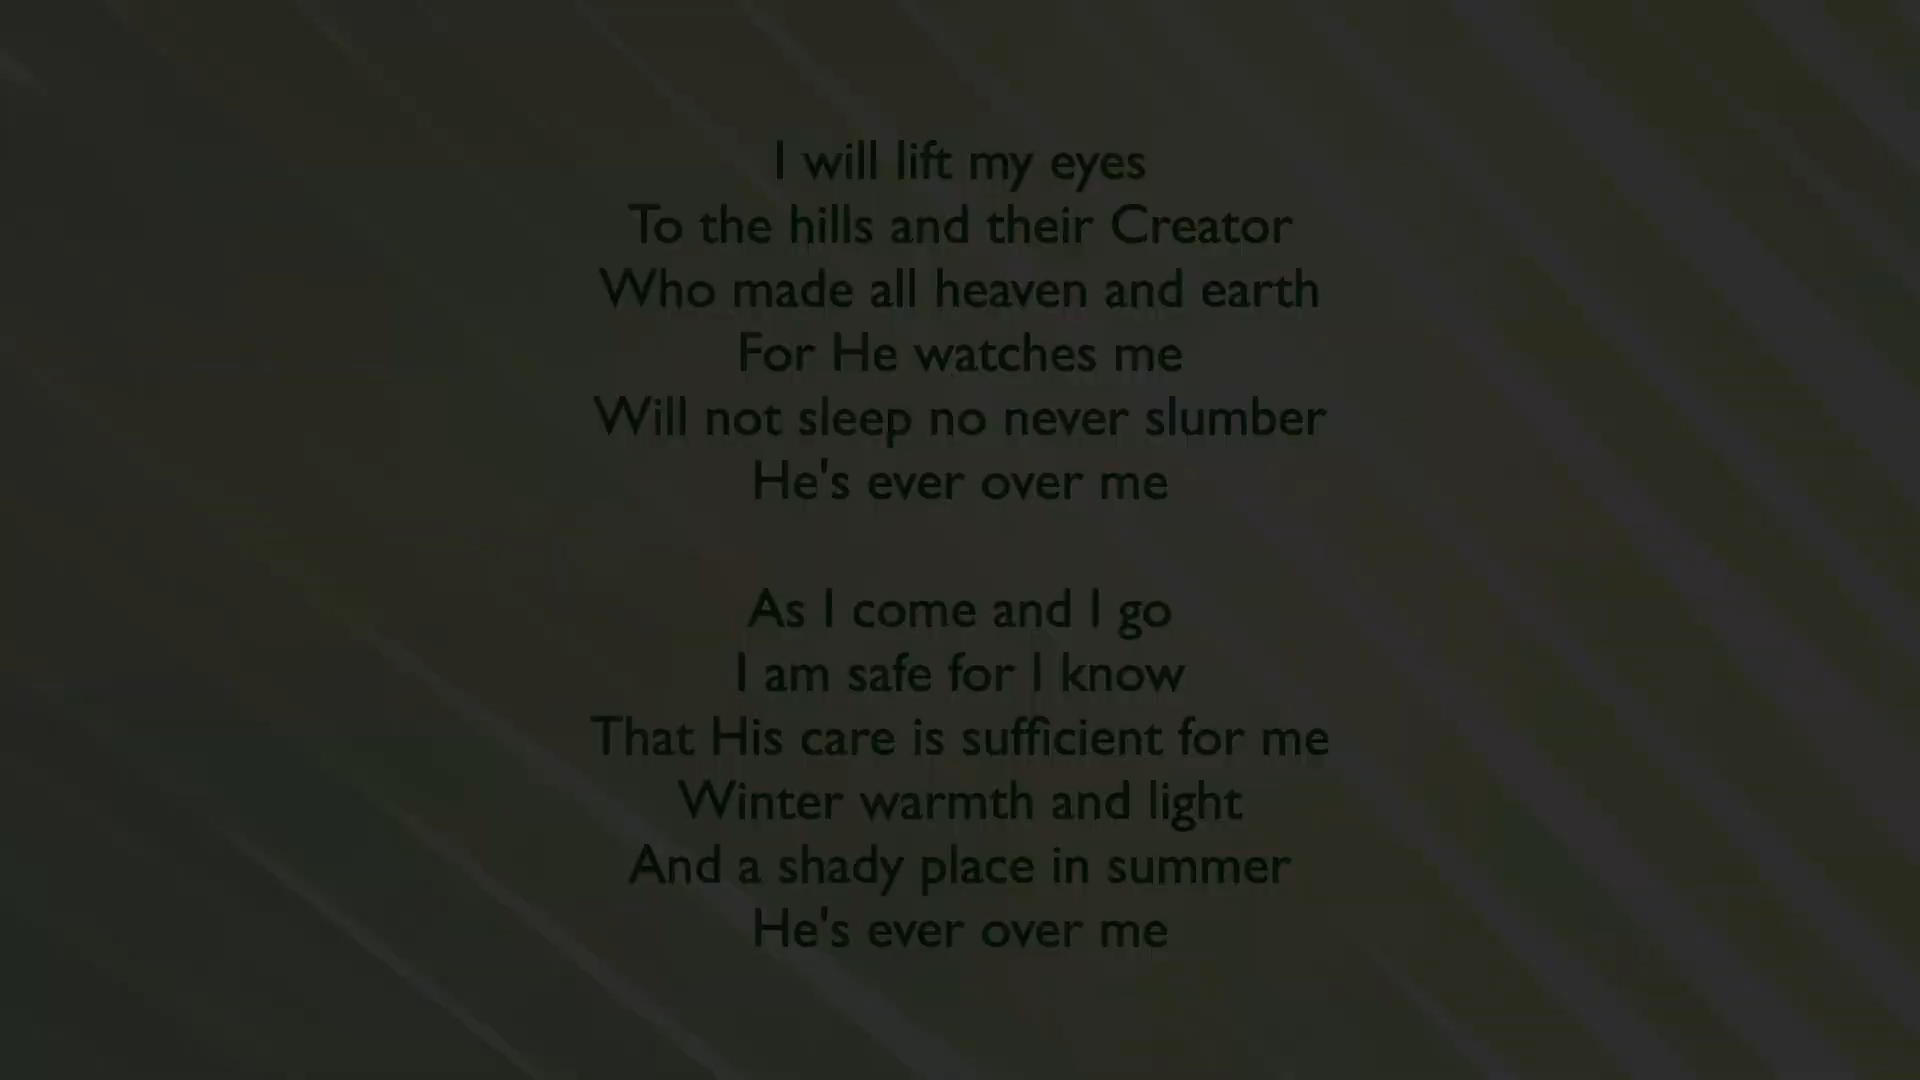 I will lift my eyes
To the hills and their Creator
Who made all heaven and earth
For He watches me
Will not sleep no never slumber
He's ever over me
As I come and I go
I am safe for I know
That His care is sufficient for me
Winter warmth and light
And a shady place in summer
He's ever over me